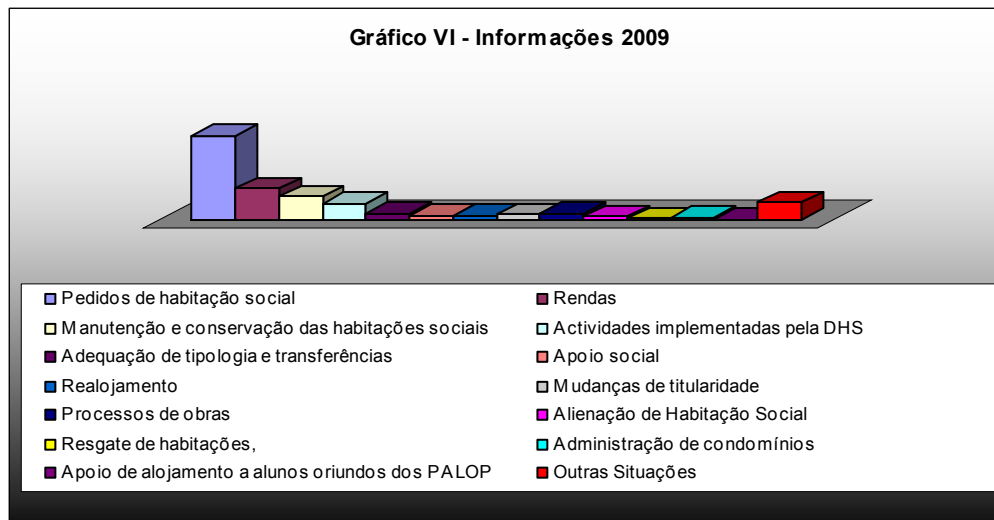 Gráfico VI - Informações 2009
Pedidos de habitação social
Rendas
Manutenção e conservação das habitações sociais
Actividades implementadas pela DHS
Adequação de tipologia e transferências
Apoio social
Realojamento
Mudanças de titularidade
Processos de obras
Alienação de Habitação Social
Resgate de habitações,
Administração de condomínios
Apoio de alojamento a alunos oriundos dos PALOP
Outras Situações